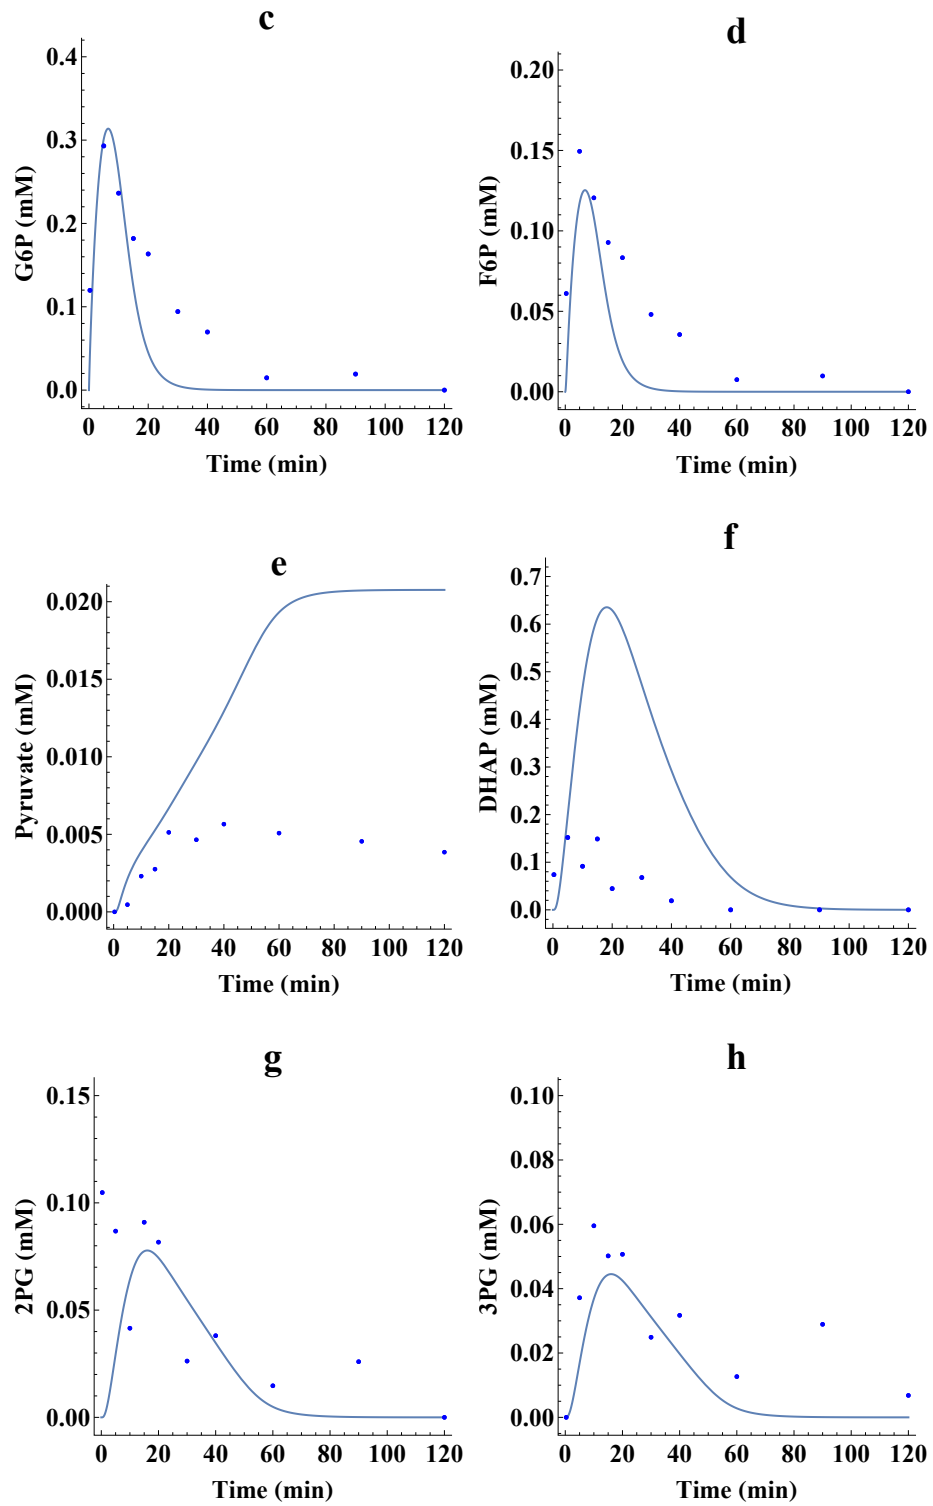 c
0.4
0.3
0.2
0.1
0.0
G6P (mM)
0 20 40 60 80 100 120
Time (min)
d
0.20
0.15
0.10
0.05
0.00
F6P (mM)
0 20 40 60 80 100 120
Time (min)
e
0.020
0.015
0.010
0.005
0.000
Pyruvate (mM)
0 20 40 60 80 100 120
Time (min)
f
0.7
0.6
0.5
0.4
0.3
0.2
0.1
0.0
DHAP (mM)
0 20 40 60 80 100 120
Time (min)
g
0.15
0.10
0.05
0.00
2PG (mM)
0 20 40 60 80 100 120
Time (min)
h
0.10
0.08
0.06
0.04
0.02
0.00
3PG (mM)
0 20 40 60 80 100 120
Time (min)